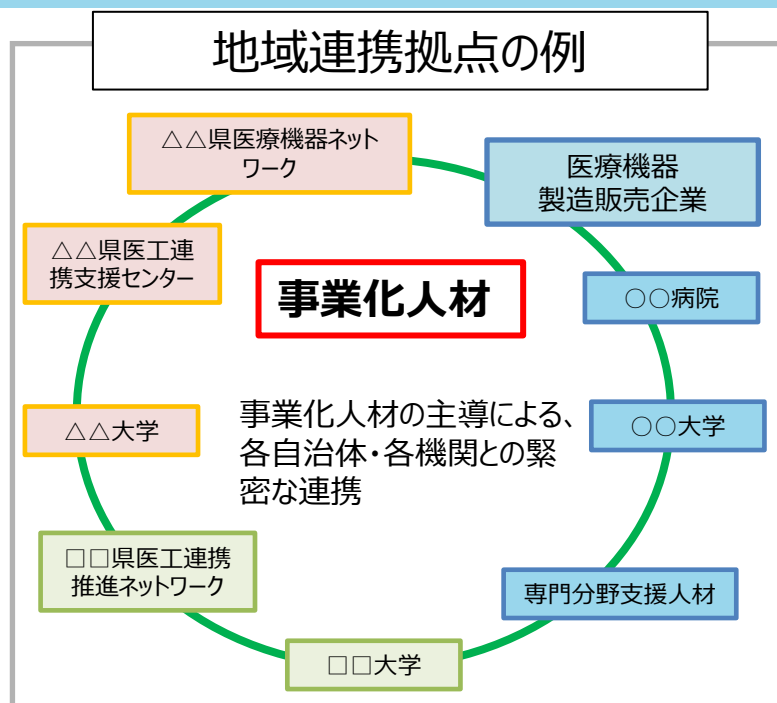 地域連携拠点の例
△△県医療機器ネット
ワーク
医療機器
製造販売企業
△△県医工連
携支援センター
事業化人材
○○病院
事業化人材の主導による、
各自治体・各機関との緊
密な連携
△△大学
○○大学
□□県医工連携
推進ネットワーク
専門分野支援人材
□□大学